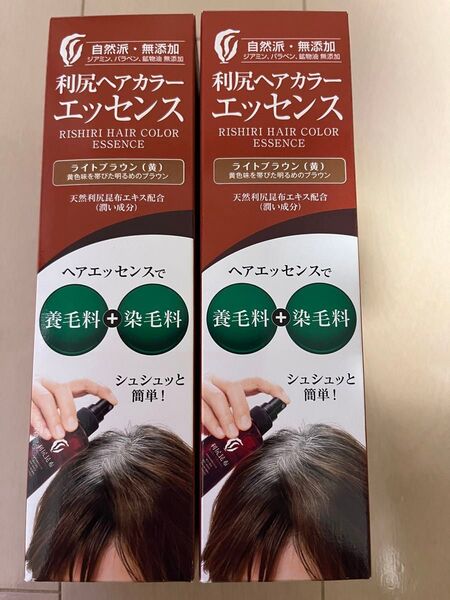 自然派・無添加
ジアミン、パラベン、鉱物油 無添加
利尻ヘアカラー
エッセンス
RISHIRI HAIR COLOR
ESSENCE
ライトブラウン(黄)
黄色味を帯びた明るめのブラウン
天然利尻昆布エキス配合
(潤い成分)
ヘアエッセンスで
養毛料+染毛料
シュシュッと
簡単!
利尻昆布
自然派・無添加
ジアミン、パラベン、鉱物油 無添加
利尻ヘアカラー
エッセンス
RISHIRI HAIR COLOR
ESSENCE
ライトブラウン(黄)
黄色味を帯びた明るめのブラウン
天然利尻昆布エキス配合
(潤い成分)
ヘアエッセンスで
養毛料+染毛料
シュシュッと
簡単!
利尻昆布